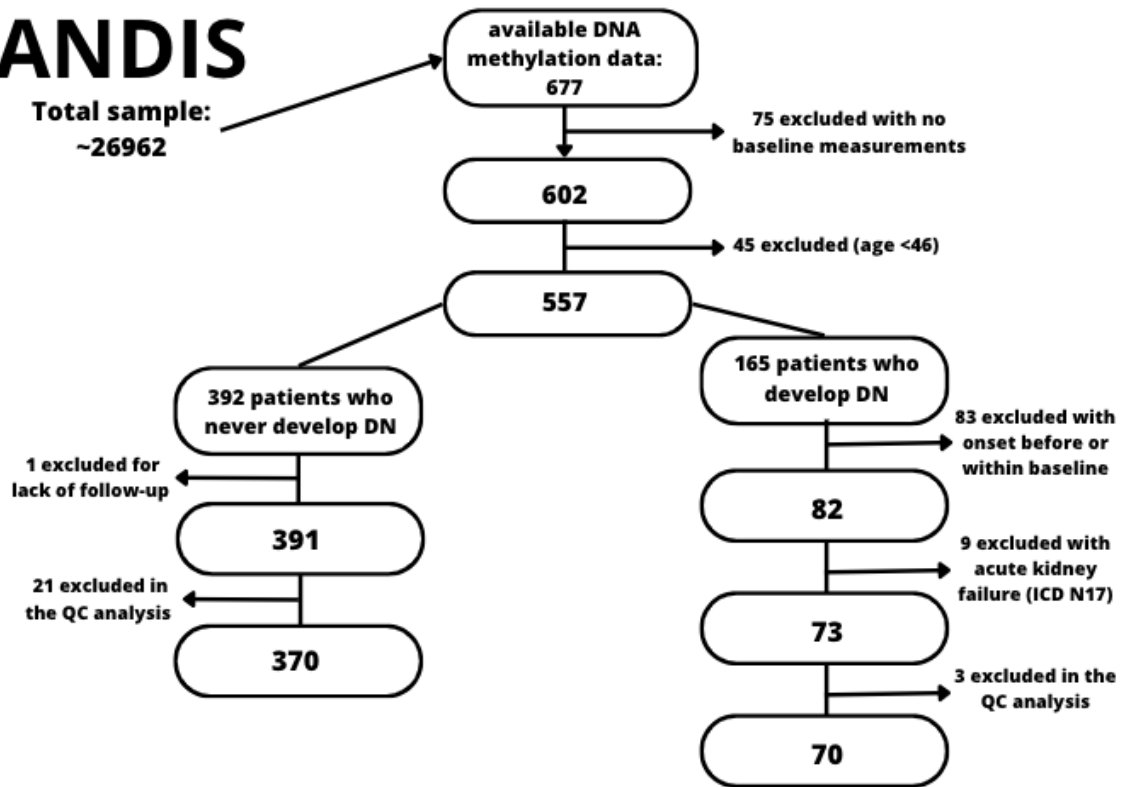 ANDIS
Total sample:
~26962
available DNA
methylation data:
677
75 excluded with no
baseline measurements
602
45 excluded (age <46)
557
392 patients who
never develop DN
1 excluded for
lack of follow-up
391
21 excluded in
the QC analysis
370
165 patients who
develop DN
83 excluded with
onset before or
within baseline
82
9 excluded with
acute kidney
failure (ICD N17)
73
3 excluded in the
QC analysis
70